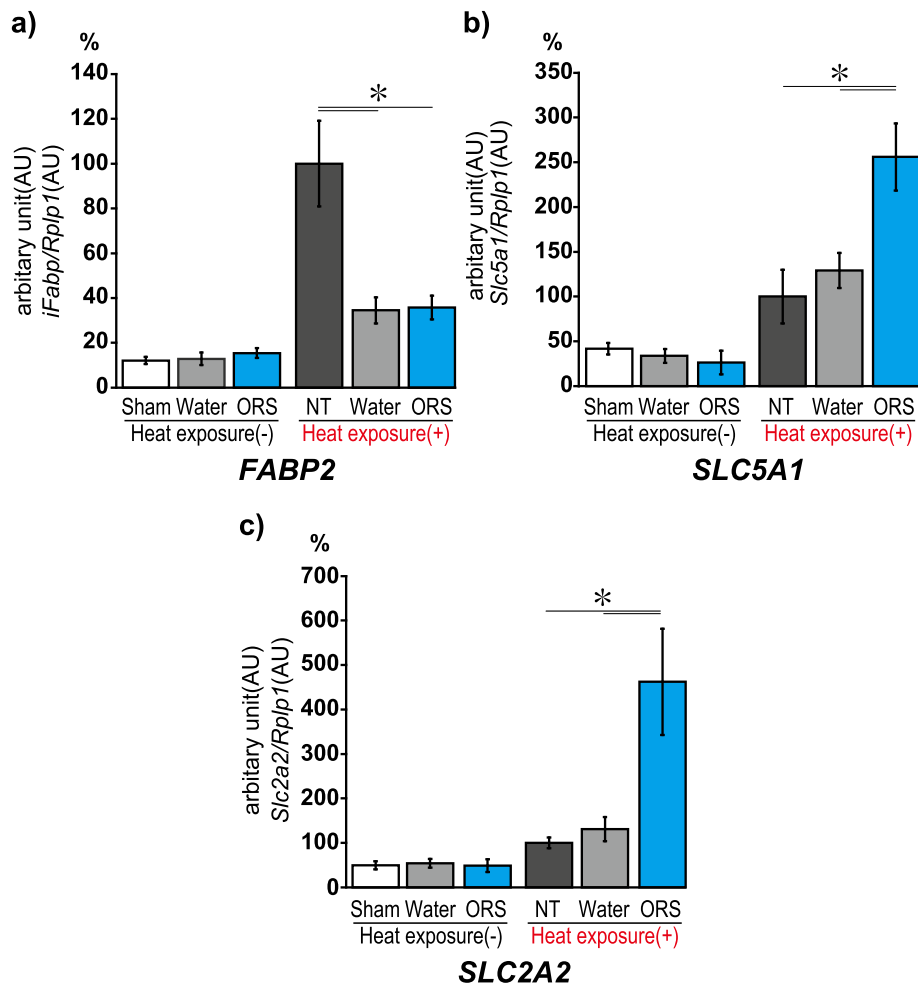 a)
%
arbitary unit(AU)
iFabp/Rplp1(AU)
140
120
100
80
60
40
20
0
*
Sham Water ORS NT Water ORS
Heat exposure(-) Heat exposure(+)
FABP2
b)
%
arbitary unit(AU)
Slc5a1/Rplp1(AU)
350
300
250
200
150
100
50
0
*
Sham Water ORS NT Water ORS
Heat exposure(-) Heat exposure(+)
SLC5A1
c)
%
arbitary unit(AU)
Slc2a2/Rplp1(AU)
700
600
500
400
300
200
100
0
*
Sham Water ORS NT Water ORS
Heat exposure(-) Heat exposure(+)
SLC2A2